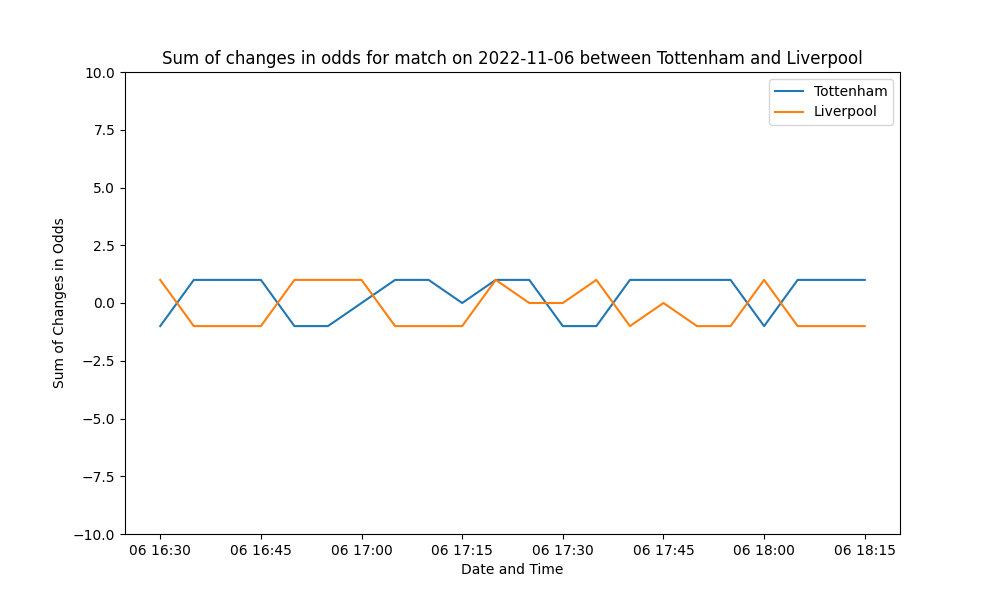 Sum of changes in odds for match on 2022-11-06 between Tottenham and Liverpool
Tottenham
Liverpool
10.0
7.5
5.0
2.5
0.0
−2.5
−5.0
−7.5
−10.0
Sum of Changes in Odds
06 16:30 06 16:45 06 17:00 06 17:15 06 17:30 06 17:45 06 18:00 06 18:15
Date and Time